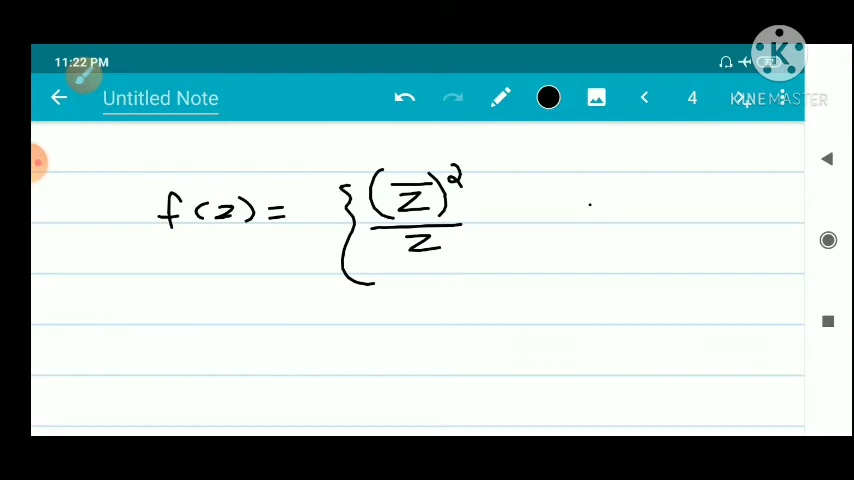 11:22 PM
Untitled Note
4
KINEMASTER
f(z) = { (z̅)² / z